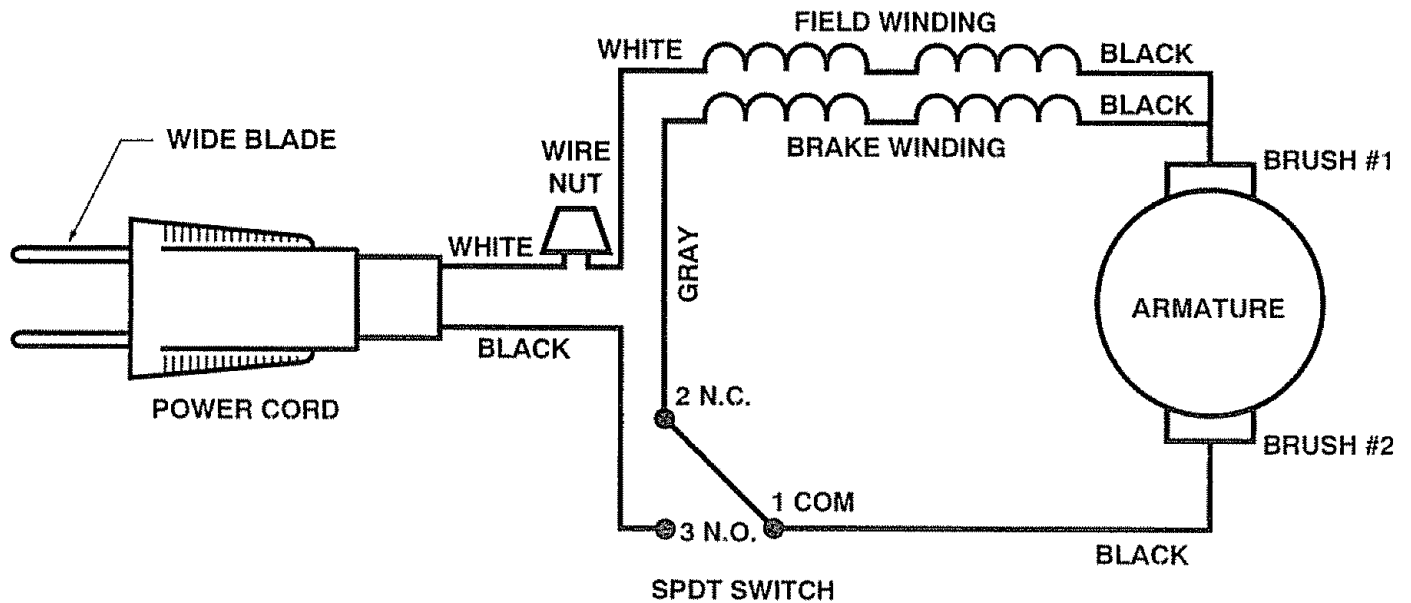 FIELD WINDING
WHITE
BLACK
BLACK
BRAKE WINDING
WIDE BLADE
WIRE
NUT
BRUSH #1
WHITE
GRAY
ARMATURE
BLACK
POWER CORD
2 N.C.
BRUSH #2
1 COM
3 N.O.
BLACK
SPDT SWITCH